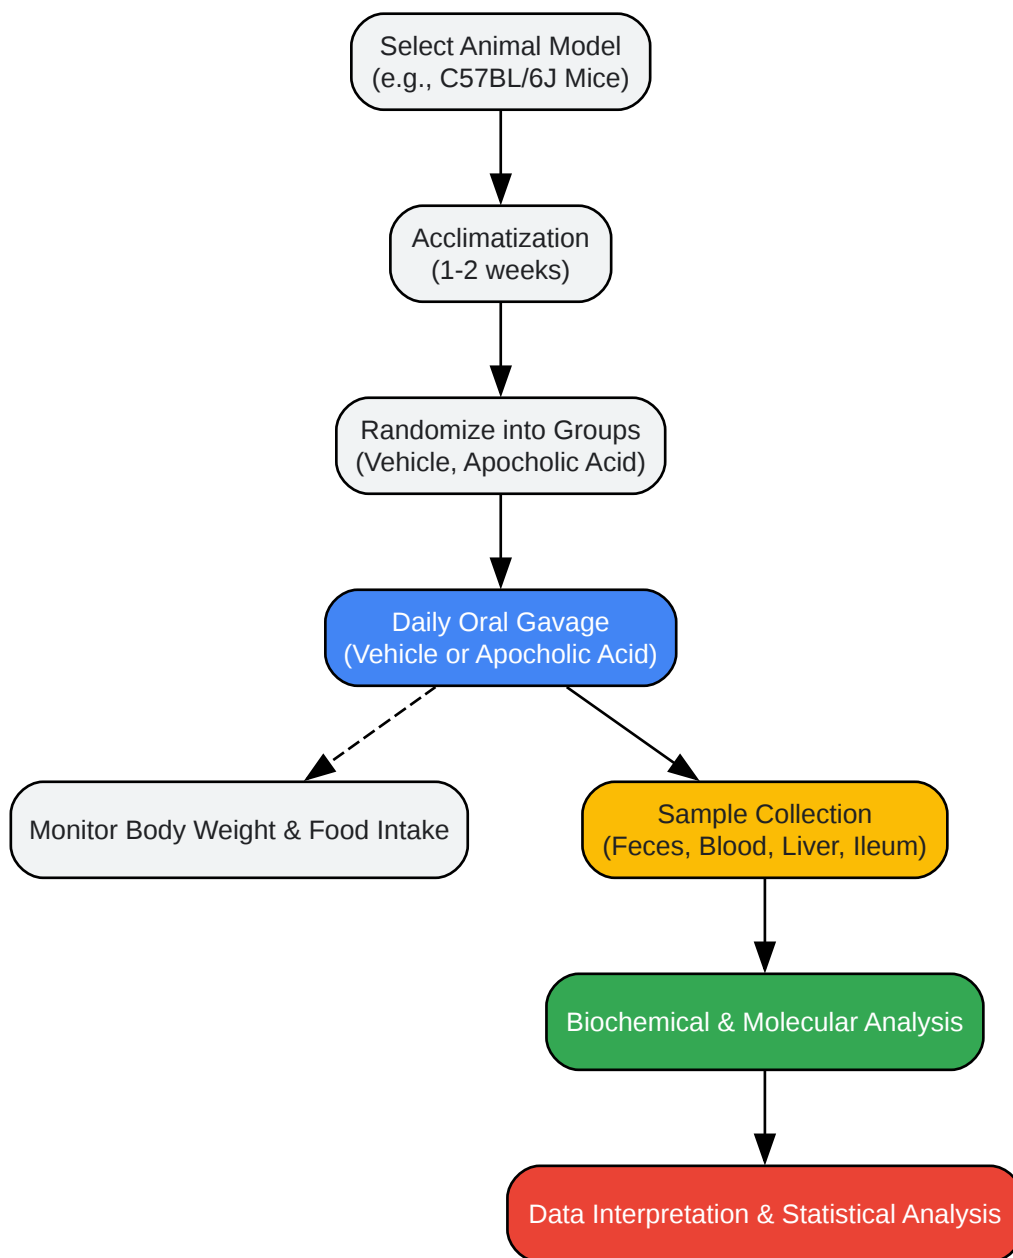 Select Animal Model
(e.g., C57BL/6J Mice)
Acclimatization
(1-2 weeks)
Randomize into Groups
(Vehicle, Apocholic Acid)
Daily Oral Gavage
(Vehicle or Apocholic Acid)
Monitor Body Weight & Food Intake
Sample Collection
(Feces, Blood, Liver, Ileum)
Biochemical & Molecular Analysis
Data Interpretation & Statistical Analysis